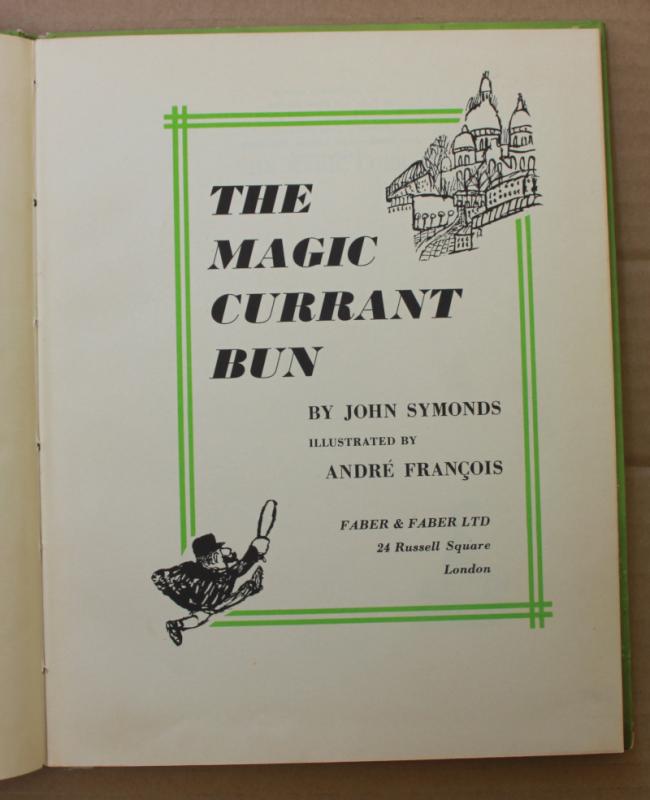 THE
MAGIC
CURRANT
BUN
BY JOHN SYMONDS
ILLUSTRATED BY
ANDRÉ FRANÇOIS
FABER & FABER LTD
24 Russell Square
London